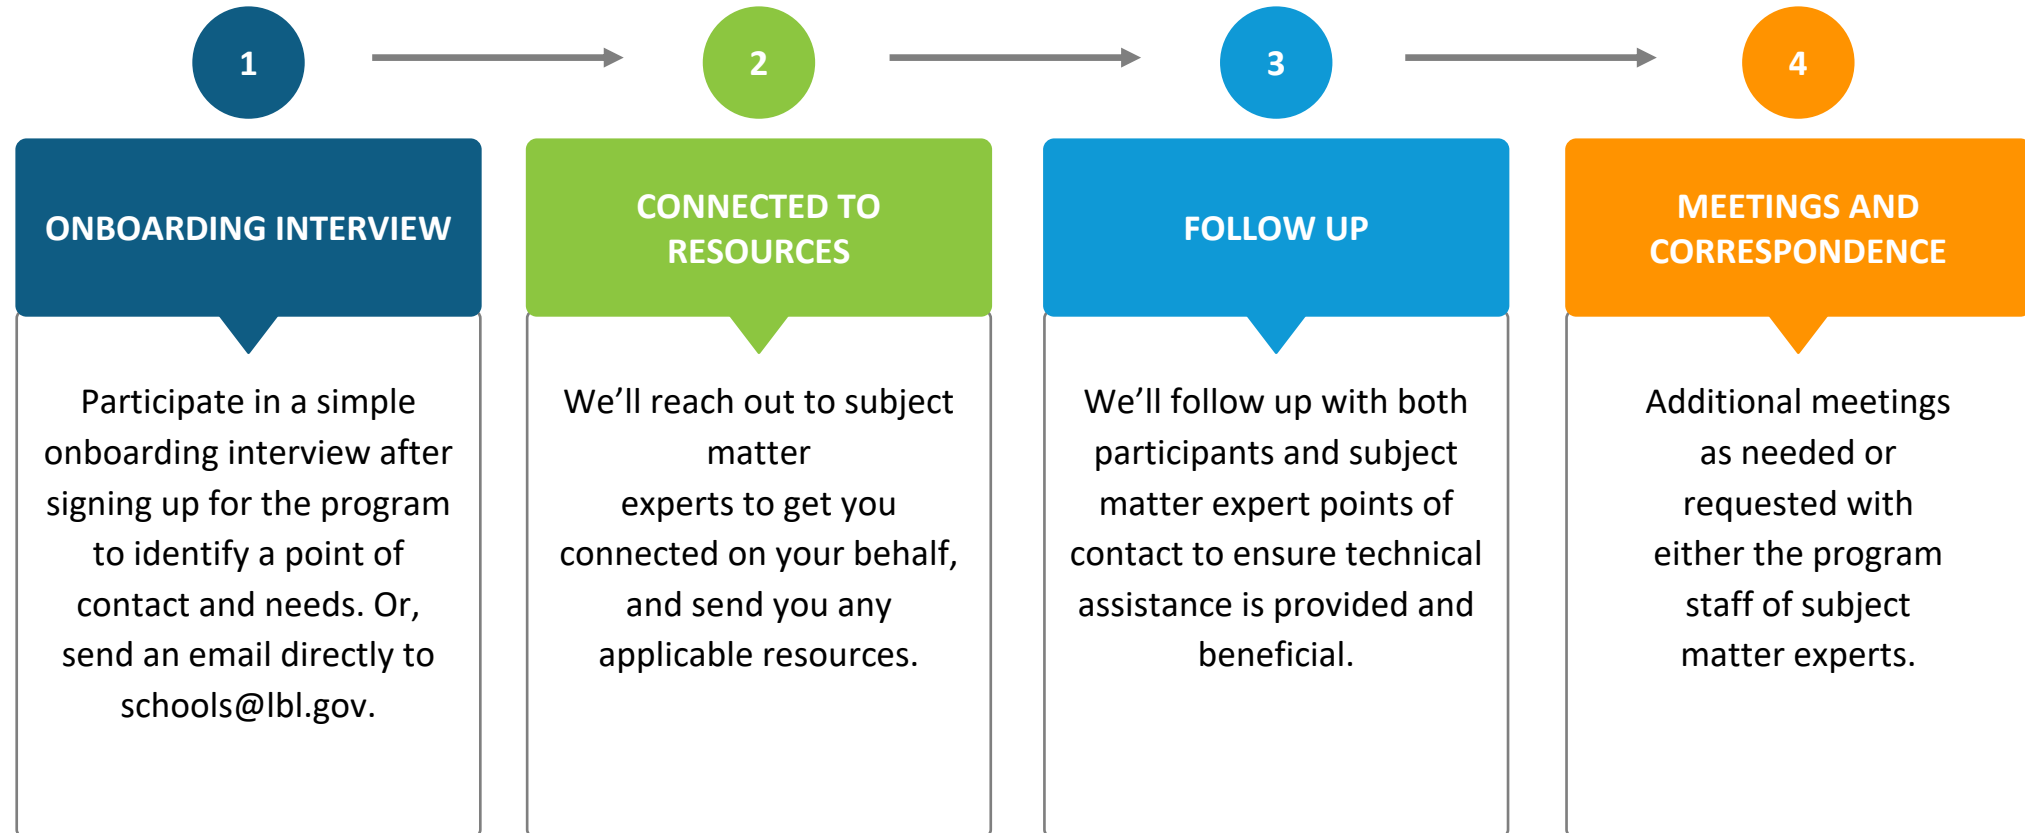 1
2
3
4
ONBOARDING INTERVIEW
Participate in a simple
onboarding interview after
signing up for the program
to identify a point of
contact and needs. Or,
send an email directly to
schools@lbl.gov.
CONNECTED TO
RESOURCES
We’ll reach out to subject
matter
experts to get you
connected on your behalf,
and send you any
applicable resources.
FOLLOW UP
We’ll follow up with both
participants and subject
matter expert points of
contact to ensure technical
assistance is provided and
beneficial.
MEETINGS AND
CORRESPONDENCE
Additional meetings
as needed or
requested with
either the program
staff of subject
matter experts.